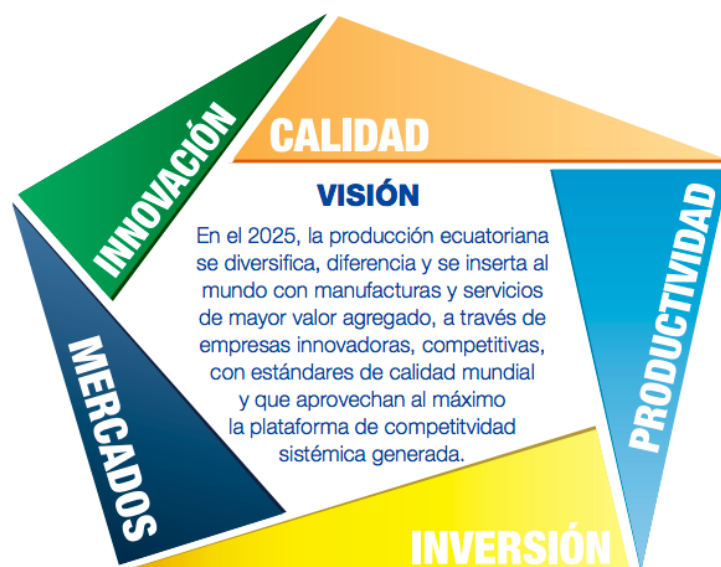 CALIDAD
INNOVACIÓN
VISIÓN
En el 2025, la producción ecuatoriana
se diversifica, diferencia y se inserta al
mundo con manufacturas y servicios
de mayor valor agregado, a través de
empresas innovadoras, competitivas,
con estándares de calidad mundial
y que aprovechan al máximo
la plataforma de competitvidad
sistémica generada.
PRODUCTIVIDAD
MERCADOS
INVERSIÓN